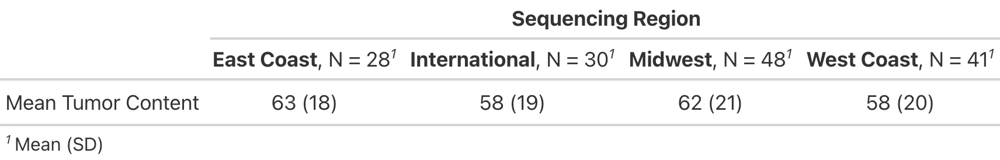 Sequencing Region
East Coast, N = 28¹ International, N = 30¹ Midwest, N = 48¹ West Coast, N = 41¹
Mean Tumor Content 63 (18) 58 (19) 62 (21) 58 (20)
¹ Mean (SD)